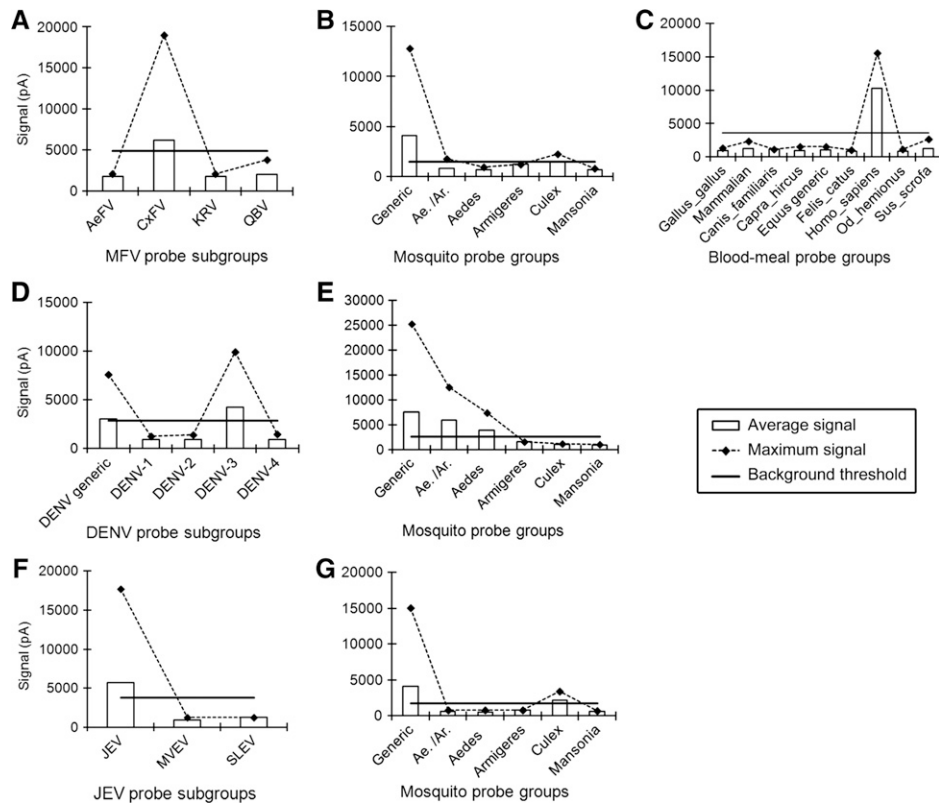 A
Signal (pA)
25000
20000
15000
10000
5000
0
AeFV
CxFV
KRV
QBV
MFV probe subgroups
B
15000
10000
5000
0
Generic
Ae. /Ar.
Aedes
Armigeres
Culex
Mansonia
Mosquito probe groups
C
20000
15000
10000
5000
0
Gallus_gallus
Mammalian
Canis_familiaris
Capra_hircus
Equus generic
Felis_catus
Homo_sapiens
Od_hemionus
Sus_scrofa
Blood-meal probe groups
D
Signal (pA)
15000
10000
5000
0
DENV generic
DENV-1
DENV-2
DENV-3
DENV-4
DENV probe subgroups
E
30000
25000
20000
15000
10000
5000
0
Generic
Ae. /Ar.
Aedes
Armigeres
Culex
Mansonia
Mosquito probe groups
Average signal
Maximum signal
Background threshold
F
Signal (pA)
20000
15000
10000
5000
0
JEV
MVEV
SLEV
JEV probe subgroups
G
20000
15000
10000
5000
0
Generic
Ae. /Ar.
Aedes
Armigeres
Culex
Mansonia
Mosquito probe groups